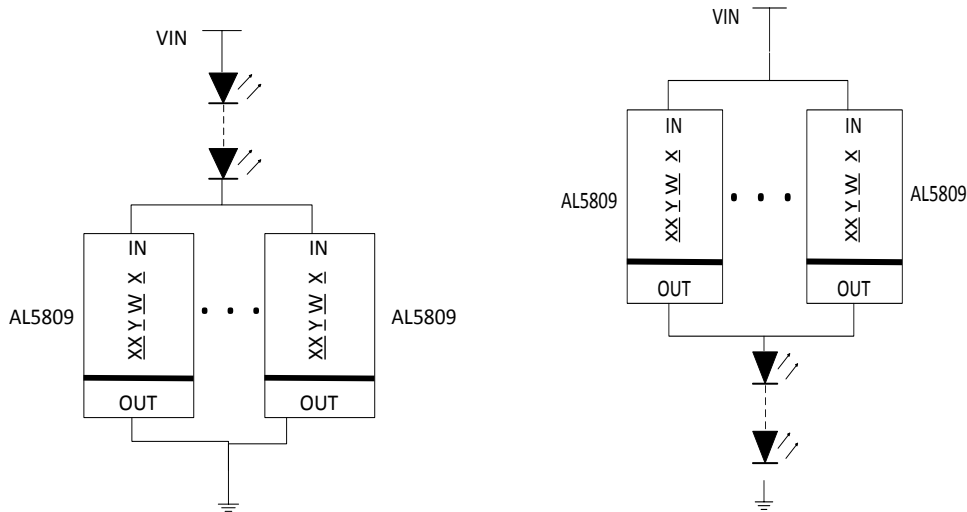 VIN
IN
XX Y W X
OUT
IN
XX Y W X
OUT
AL5809
AL5809
VIN
IN
XX Y W X
OUT
IN
XX Y W X
OUT
AL5809
AL5809